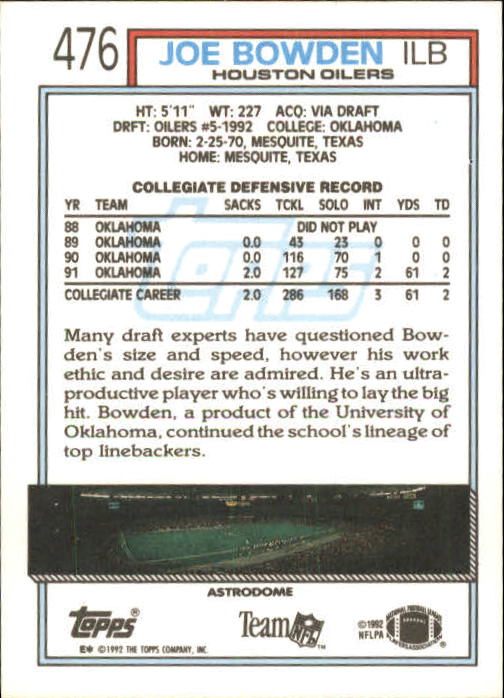 476 JOE BOWDEN ILB
HOUSTON OILERS
HT: 5'11" WT: 227 ACQ: VIA DRAFT
DRFT: OILERS #5-1992 COLLEGE: OKLAHOMA
BORN: 2-25-70, MESQUITE, TEXAS
HOME: MESQUITE, TEXAS
COLLEGIATE DEFENSIVE RECORD
YR TEAM SACKS TCKL SOLO INT YDS TD
88 OKLAHOMA DID NOT PLAY
89 OKLAHOMA 0.0 43 23 0 0 0
90 OKLAHOMA 0.0 116 70 1 0 0
91 OKLAHOMA 2.0 127 75 2 61 2
COLLEGIATE CAREER 2.0 286 168 3 61 2
Topps
Many draft experts have questioned Bow-
den's size and speed, however his work
ethic and desire are admired. He's an ultra-
productive player who's willing to lay the big
hit. Bowden, a product of the University of
Oklahoma, continued the school's lineage of
top linebackers.
ASTRODOME
Topps® Team NFL™ ©1992
NFLPA
E* ©1992 THE TOPPS COMPANY, INC.